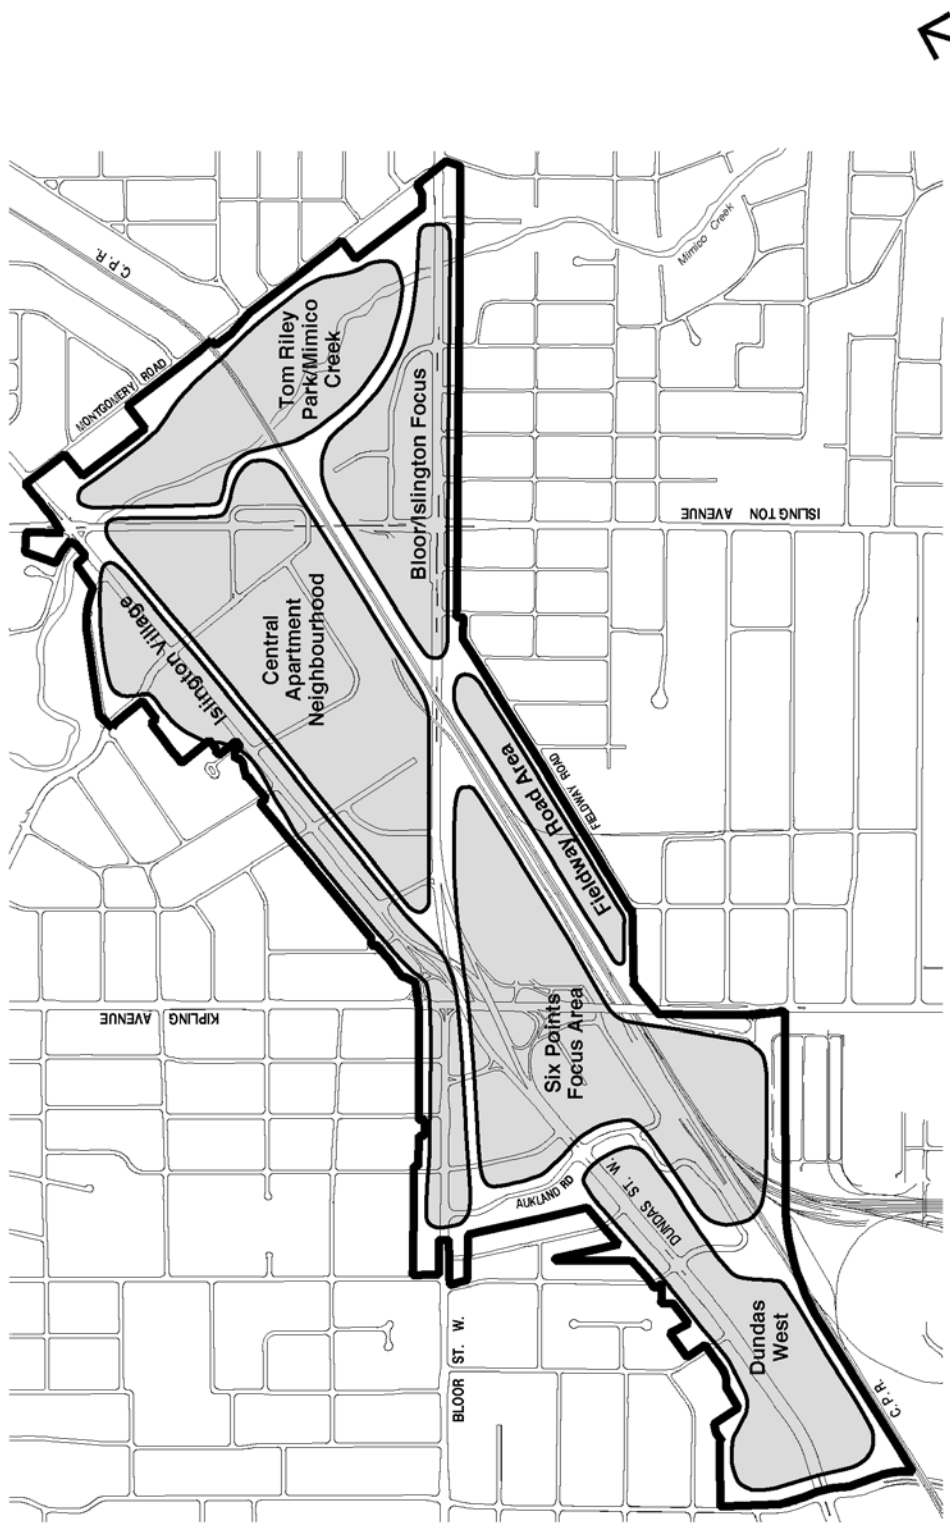 C.P.R.
MONTGOMERY ROAD
Tom Riley
Park/Mimico
Creek
Mimico Creek
Bloor/Islington Focus
ISLINGTON AVENUE
Islington Village
Central
Apartment
Neighbourhood
Fieldway Road Area
FIELDWAY ROAD
KIPLING AVENUE
Six Points
Focus Area
AUKLAND RD
DUNDAS ST. W.
BLOOR ST. W.
Dundas
West
C.P.R.